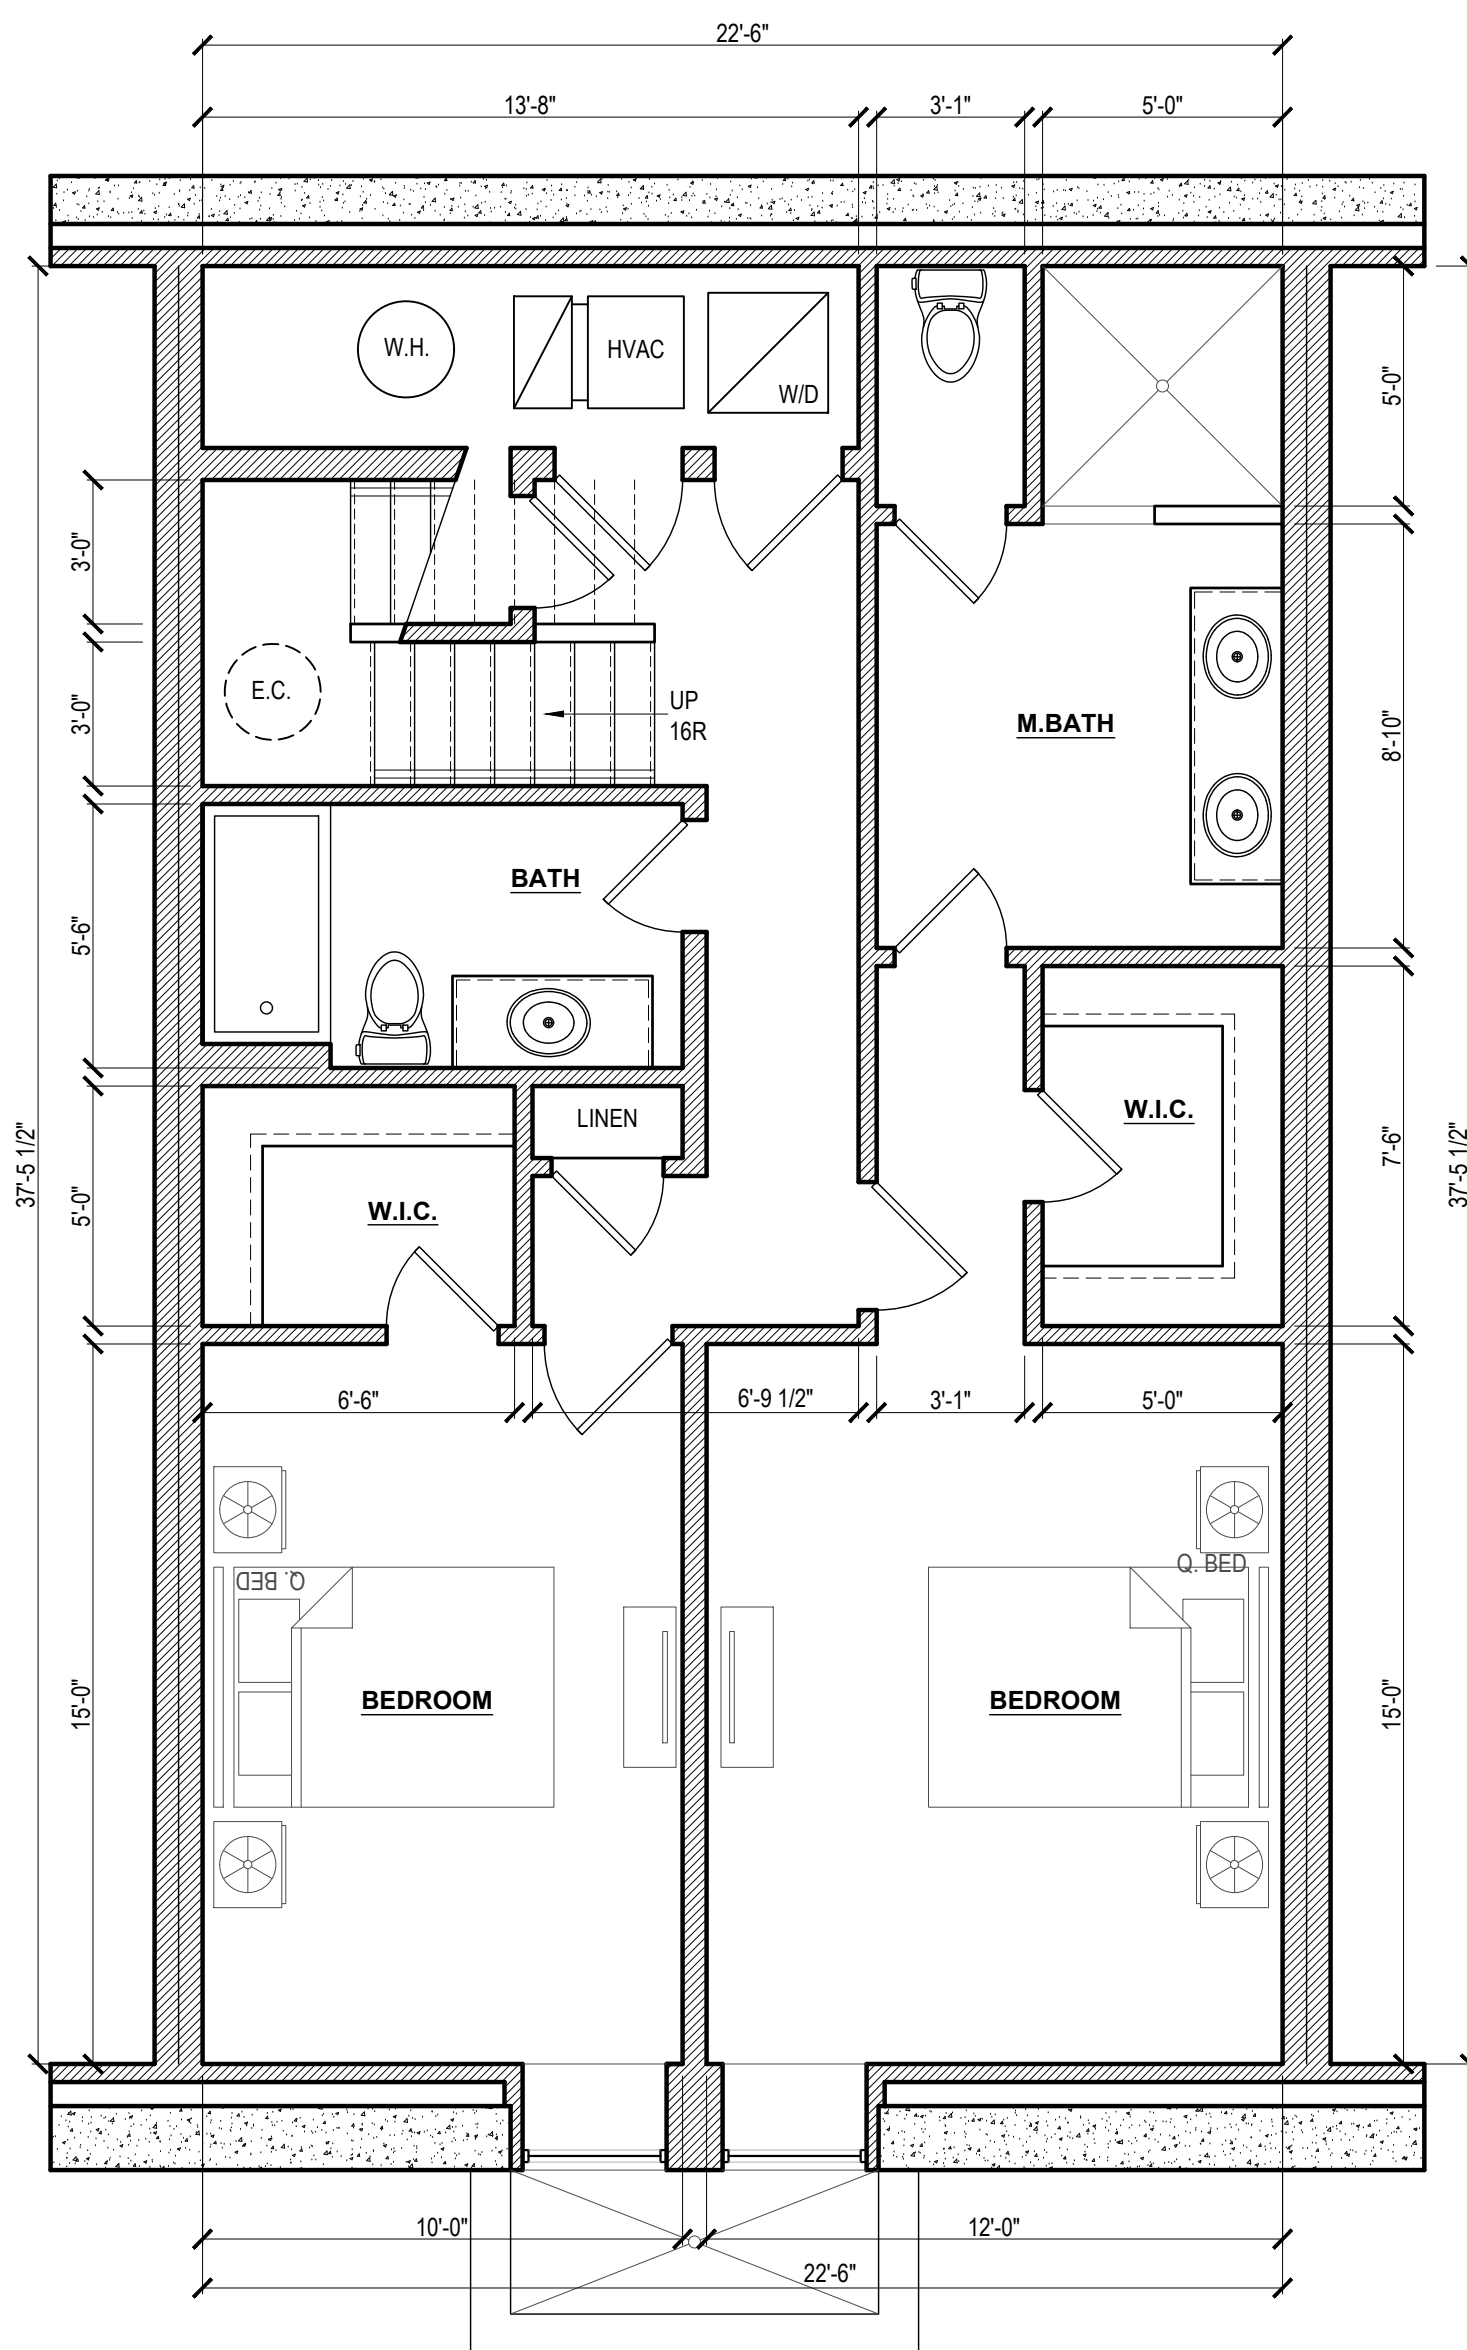 22'-6"
13'-8"
3'-1"
5'-0"
W.H.
HVAC
W/D
5'-0"
3'-0"
3'-0"
E.C.
UP
16R
M.BATH
8'-10"
BATH
5'-6"
LINEN
W.I.C.
7'-6"
37'-5 1/2"
37'-5 1/2"
5'-0"
W.I.C.
6'-6"
6'-9 1/2"
3'-1"
5'-0"
Q. BED
Q. BED
BEDROOM
BEDROOM
15'-0"
15'-0"
10'-0"
12'-0"
22'-6"